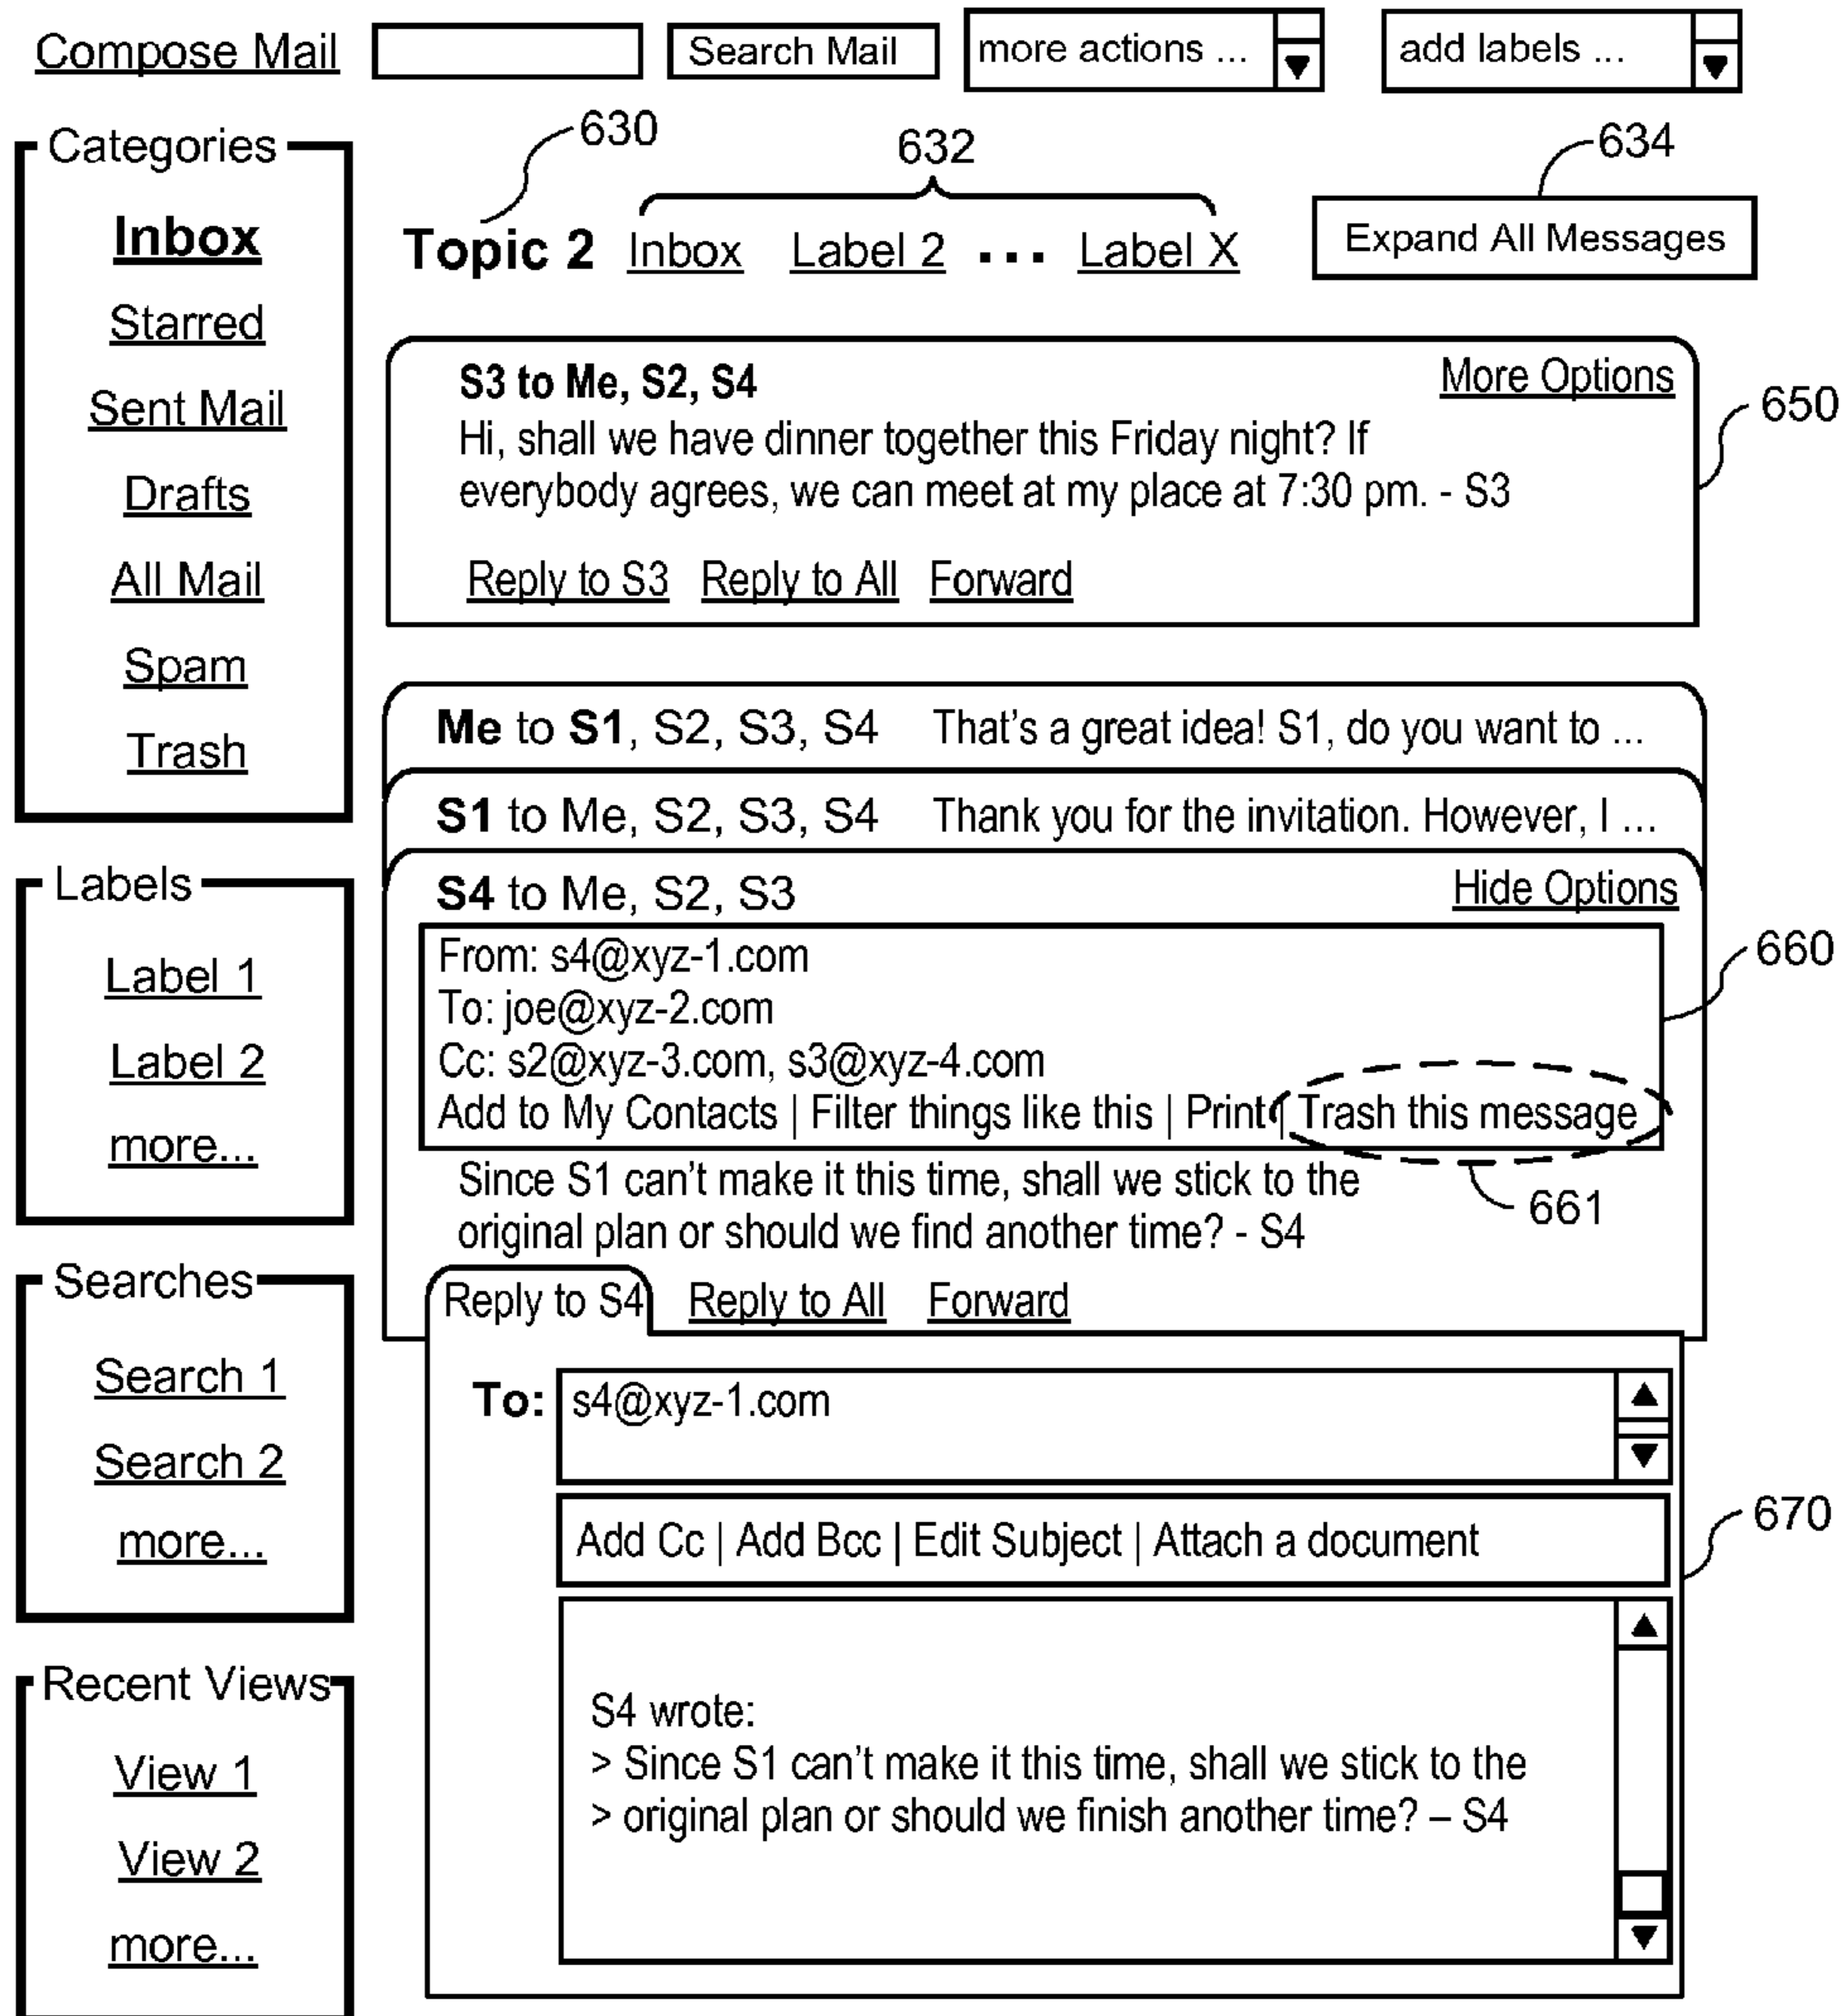 Compose Mail Search Mail more actions ... add labels ...
630
632
634
Categories
Inbox
Starred
Sent Mail
Drafts
All Mail
Spam
Trash
Labels
Label 1
Label 2
more...
Searches
Search 1
Search 2
more...
Recent Views
View 1
View 2
more...
Topic 2 Inbox Label 2 ... Label X Expand All Messages
S3 to Me, S2, S4 More Options
650
Hi, shall we have dinner together this Friday night? If
everybody agrees, we can meet at my place at 7:30 pm. - S3
Reply to S3 Reply to All Forward
Me to S1, S2, S3, S4 That's a great idea! S1, do you want to ...
S1 to Me, S2, S3, S4 Thank you for the invitation. However, I ...
S4 to Me, S2, S3 Hide Options
660
From: s4@xyz-1.com
To: joe@xyz-2.com
Cc: s2@xyz-3.com, s3@xyz-4.com
Add to My Contacts | Filter things like this | Print | Trash this message
661
Since S1 can't make it this time, shall we stick to the
original plan or should we find another time? - S4
Reply to S4 Reply to All Forward
To: s4@xyz-1.com
670
Add Cc | Add Bcc | Edit Subject | Attach a document
S4 wrote:
> Since S1 can't make it this time, shall we stick to the
> original plan or should we finish another time? – S4